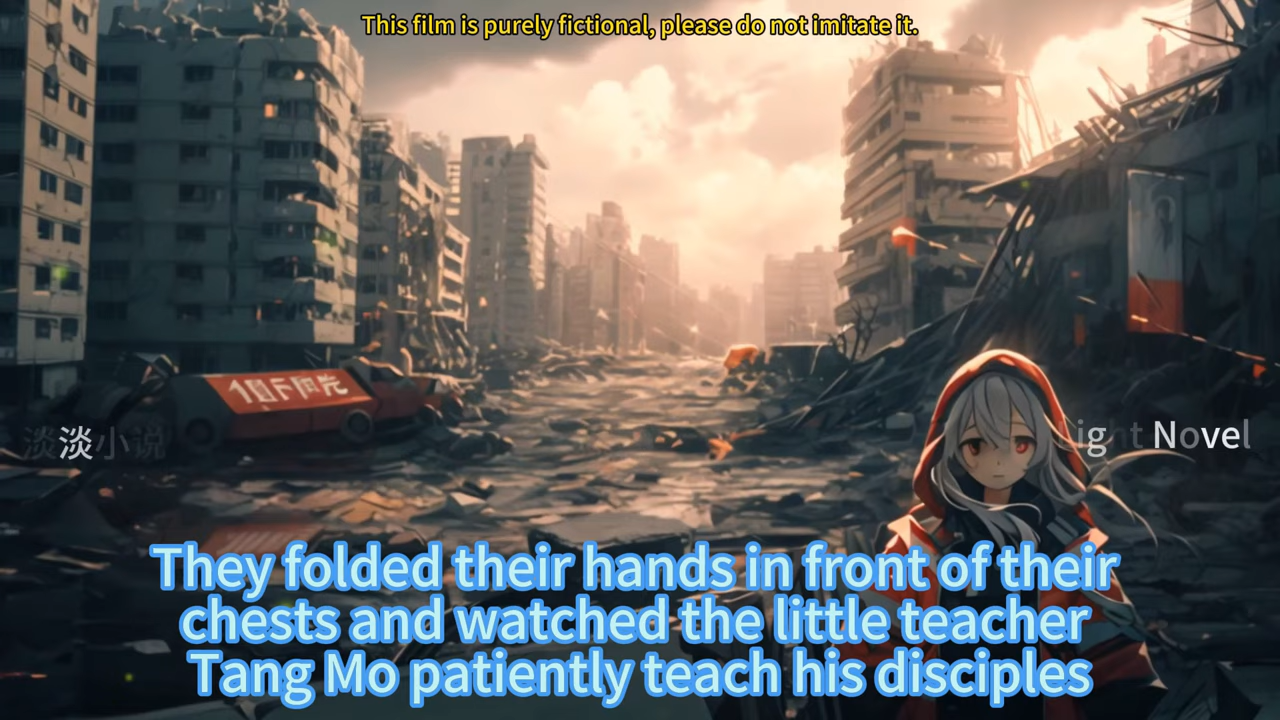 This film is purely fictional, please do not imitate it.
淡淡小说
Light Novel
They folded their hands in front of their
chests and watched the little teacher
Tang Mo patiently teach his disciples